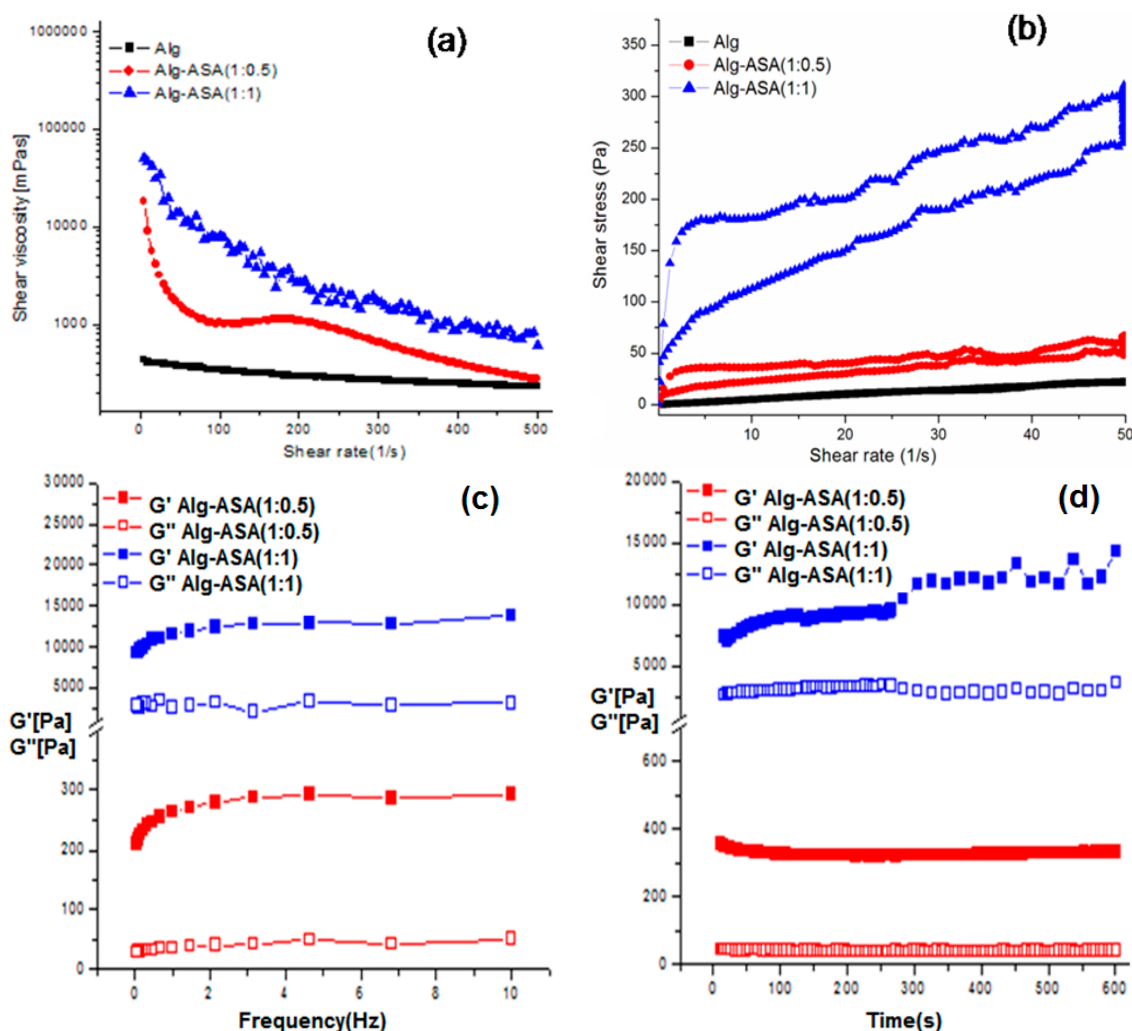 (a)
Alg
Alg-ASA(1:0.5)
Alg-ASA(1:1)
1000000
100000
10000
1000
Shear viscosity [mPas]
0 100 200 300 400 500
Shear rate(1/s)
(b)
Alg
Alg-ASA(1:0.5)
Alg-ASA(1:1)
350
300
250
200
150
100
50
0
Shear stress (Pa)
10 20 30 40 50
Shear rate (1/s)
(c)
G' Alg-ASA(1:0.5)
G" Alg-ASA(1:0.5)
G' Alg-ASA(1:1)
G" Alg-ASA(1:1)
30000
25000
20000
15000
10000
5000
G'[Pa]
G"[Pa]
300
200
100
0
0 2 4 6 8 10
Frequency(Hz)
(d)
G' Alg-ASA(1:0.5)
G" Alg-ASA(1:0.5)
G' Alg-ASA(1:1)
G" Alg-ASA(1:1)
20000
15000
10000
5000
G'[Pa]
G"[Pa]
600
400
200
0
0 100 200 300 400 500 600
Time(s)